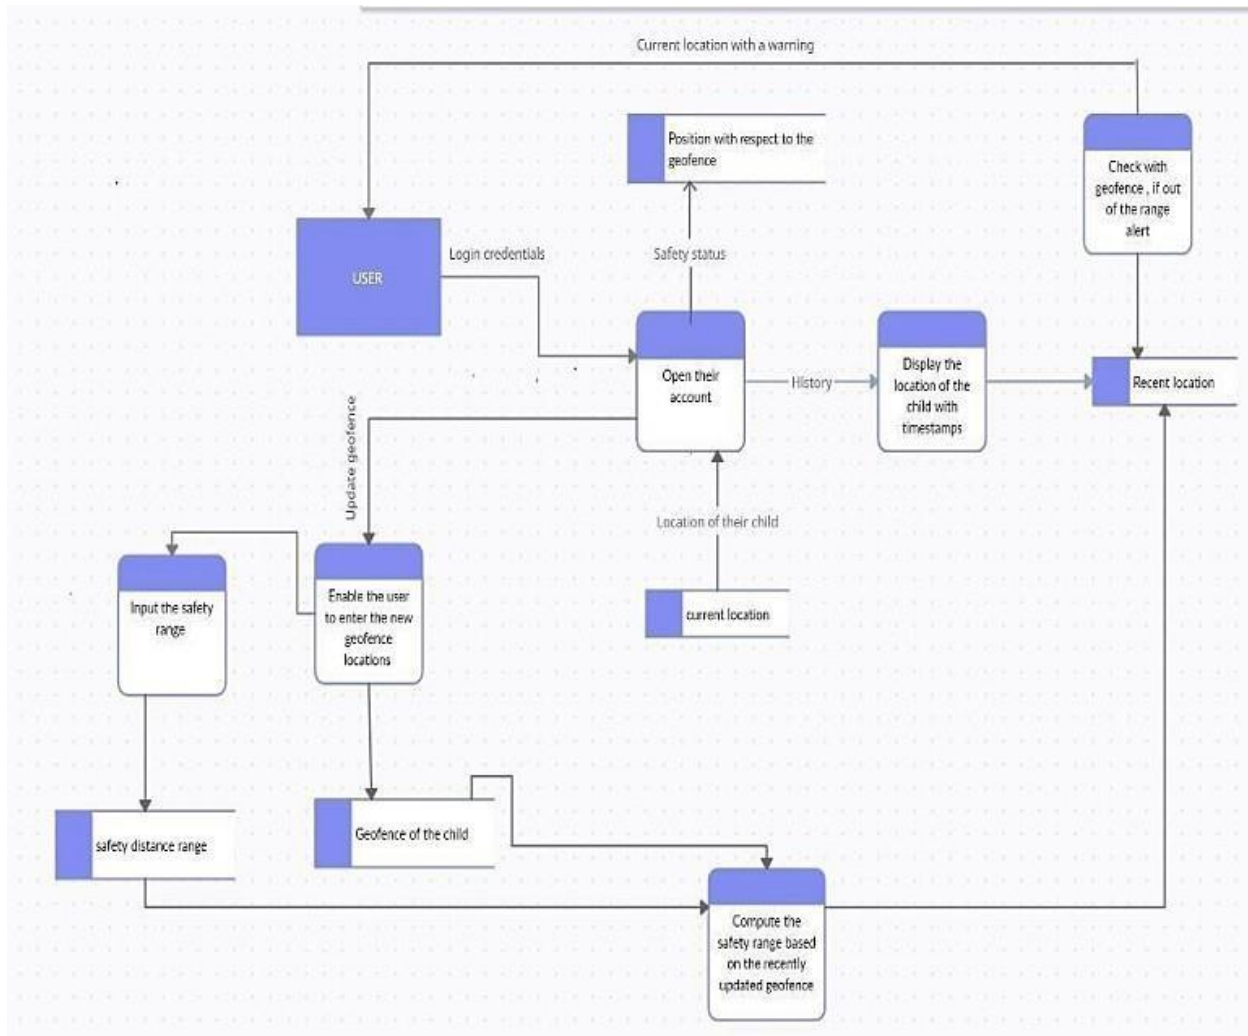 Current location with a warning
Position with respect to the
geofence
Check with
geofence , if out
of the range
alert
USER
Login credentials
Safety status
Open their
account
History
Display the
location of the
child with
timestamps
Recent location
Update geofence
Location of their child
Input the safety
range
Enable the user
to enter the new
geofence
locations
current location
safety distance range
Geofence of the child
Compute the
safety range based
on the recently
updated geofence